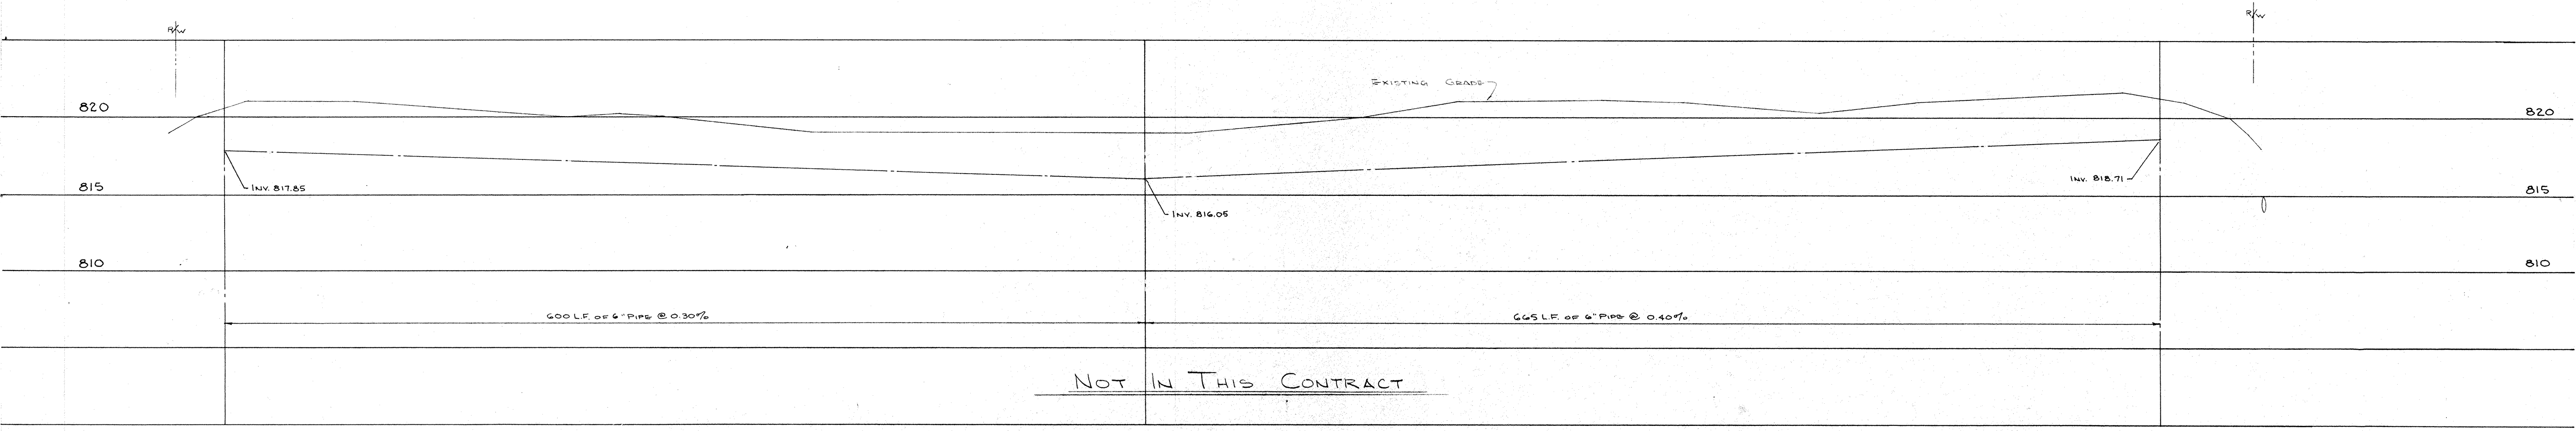 R/W
R/W
EXISTING GRADE
820
820
815
INV. 817.85
INV. 818.71
815
INV. 816.05
810
810
600 L.F. OF 6" PIPE @ 0.30%
665 L.F. OF 6" PIPE @ 0.40%
NOT IN THIS CONTRACT